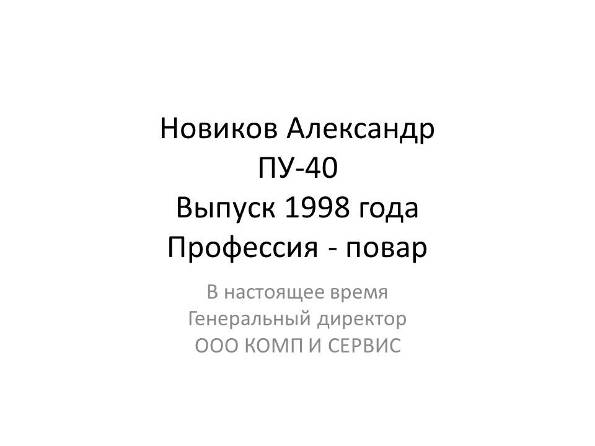 Новиков Александр
ПУ-40
Выпуск 1998 года
Профессия - повар
В настоящее время
Генеральный директор
ООО КОМП И СЕРВИС